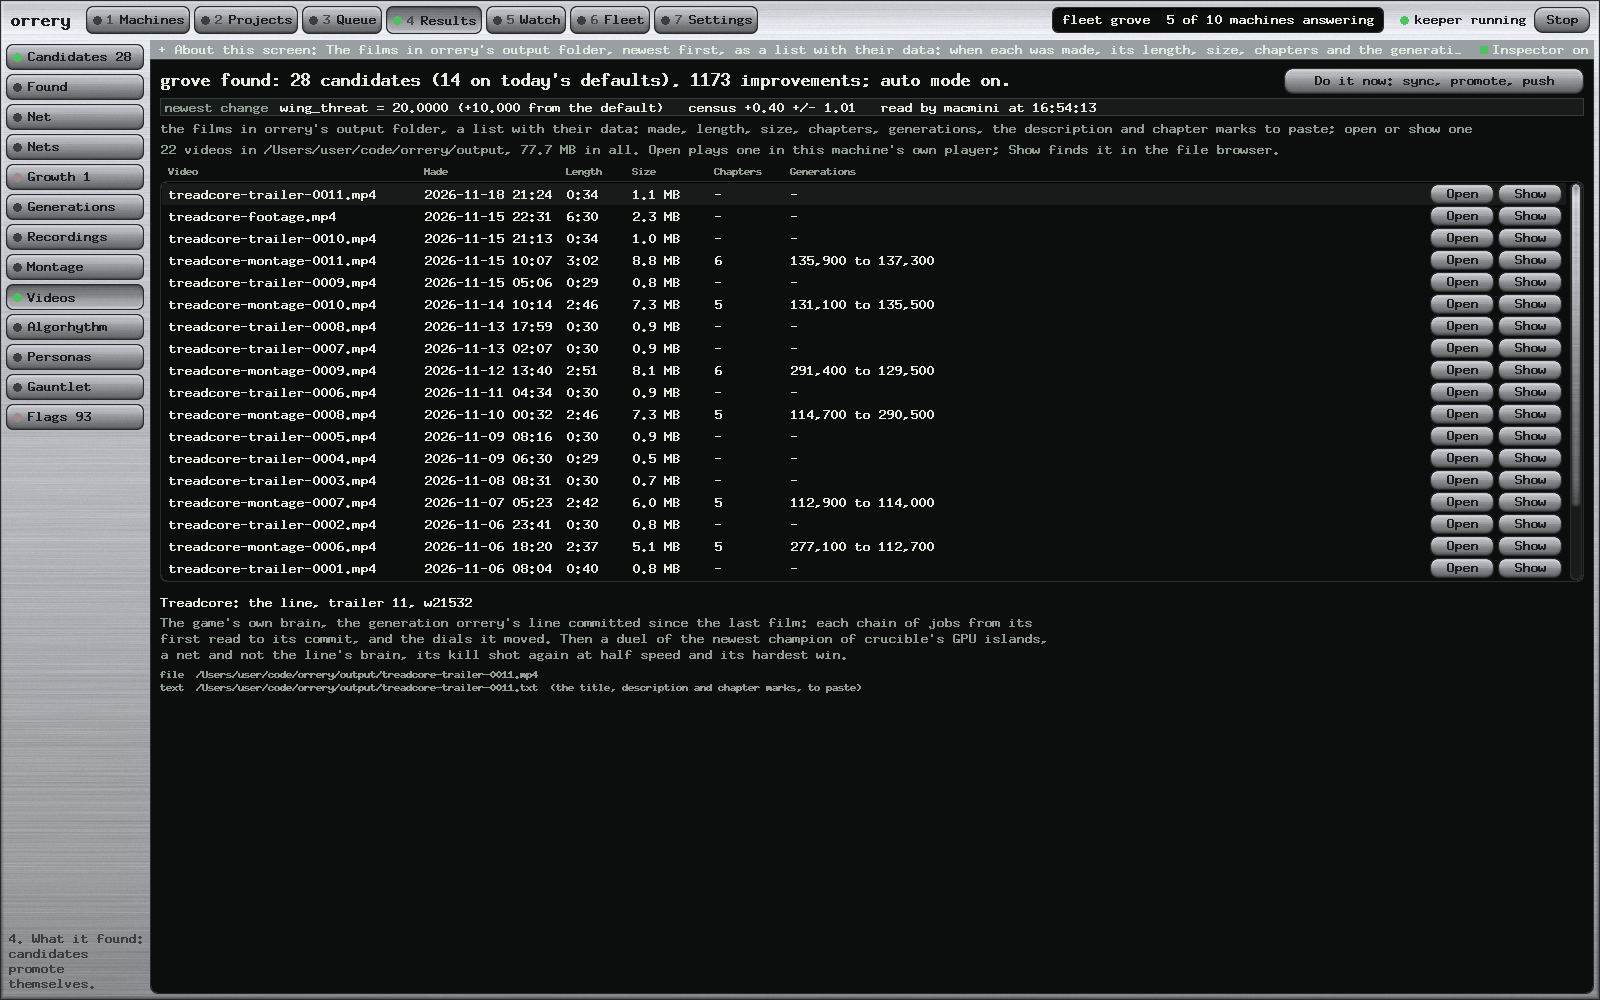 orrery
1 Machines
2 Projects
3 Queue
4 Results
5 Watch
6 Fleet
7 Settings
fleet grove  5 of 10 machines answering
keeper running
Stop
Candidates 28
Found
Net
Nets
Growth 1
Generations
Recordings
Montage
Videos
Algorhythm
Personas
Gauntlet
Flags 93
4. What it found:
candidates
promote
themselves.
+ About this screen: The films in orrery's output folder, newest first, as a list with their data: when each was made, its length, size, chapters and the generati…
Inspector on
grove found: 28 candidates (14 on today's defaults), 1173 improvements; auto mode on.
Do it now: sync, promote, push
newest change  wing_threat = 20.0000 (+10.000 from the default)   census +0.40 +/- 1.01   read by macmini at 16:54:13
the films in orrery's output folder, a list with their data: made, length, size, chapters, generations, the description and chapter marks to paste; open or show one
22 videos in /Users/user/code/orrery/output, 77.7 MB in all. Open plays one in this machine's own player; Show finds it in the file browser.
Video  Made  Length  Size  Chapters  Generations
treadcore-trailer-0011.mp4  2026-11-18 21:24  0:34  1.1 MB  -  -  Open  Show
treadcore-footage.mp4  2026-11-15 22:31  6:30  2.3 MB  -  -  Open  Show
treadcore-trailer-0010.mp4  2026-11-15 21:13  0:34  1.0 MB  -  -  Open  Show
treadcore-montage-0011.mp4  2026-11-15 10:07  3:02  8.8 MB  6  135,900 to 137,300  Open  Show
treadcore-trailer-0009.mp4  2026-11-15 05:06  0:29  0.8 MB  -  -  Open  Show
treadcore-montage-0010.mp4  2026-11-14 10:14  2:46  7.3 MB  5  131,100 to 135,500  Open  Show
treadcore-trailer-0008.mp4  2026-11-13 17:59  0:30  0.9 MB  -  -  Open  Show
treadcore-trailer-0007.mp4  2026-11-13 02:07  0:30  0.9 MB  -  -  Open  Show
treadcore-montage-0009.mp4  2026-11-12 13:40  2:51  8.1 MB  6  291,400 to 129,500  Open  Show
treadcore-trailer-0006.mp4  2026-11-11 04:34  0:30  0.9 MB  -  -  Open  Show
treadcore-montage-0008.mp4  2026-11-10 00:32  2:46  7.3 MB  5  114,700 to 290,500  Open  Show
treadcore-trailer-0005.mp4  2026-11-09 08:16  0:30  0.9 MB  -  -  Open  Show
treadcore-trailer-0004.mp4  2026-11-09 06:30  0:29  0.5 MB  -  -  Open  Show
treadcore-trailer-0003.mp4  2026-11-08 08:31  0:30  0.7 MB  -  -  Open  Show
treadcore-montage-0007.mp4  2026-11-07 05:23  2:42  6.0 MB  5  112,900 to 114,000  Open  Show
treadcore-trailer-0002.mp4  2026-11-06 23:41  0:30  0.8 MB  -  -  Open  Show
treadcore-montage-0006.mp4  2026-11-06 18:20  2:37  5.1 MB  5  277,100 to 112,700  Open  Show
treadcore-trailer-0001.mp4  2026-11-06 08:04  0:40  0.8 MB  -  -  Open  Show
Treadcore: the line, trailer 11, w21532
The game's own brain, the generation orrery's line committed since the last film: each chain of jobs from its
first read to its commit, and the dials it moved. Then a duel of the newest champion of crucible's GPU islands,
a net and not the line's brain, its kill shot again at half speed and its hardest win.
file  /Users/user/code/orrery/output/treadcore-trailer-0011.mp4
text  /Users/user/code/orrery/output/treadcore-trailer-0011.txt  (the title, description and chapter marks, to paste)